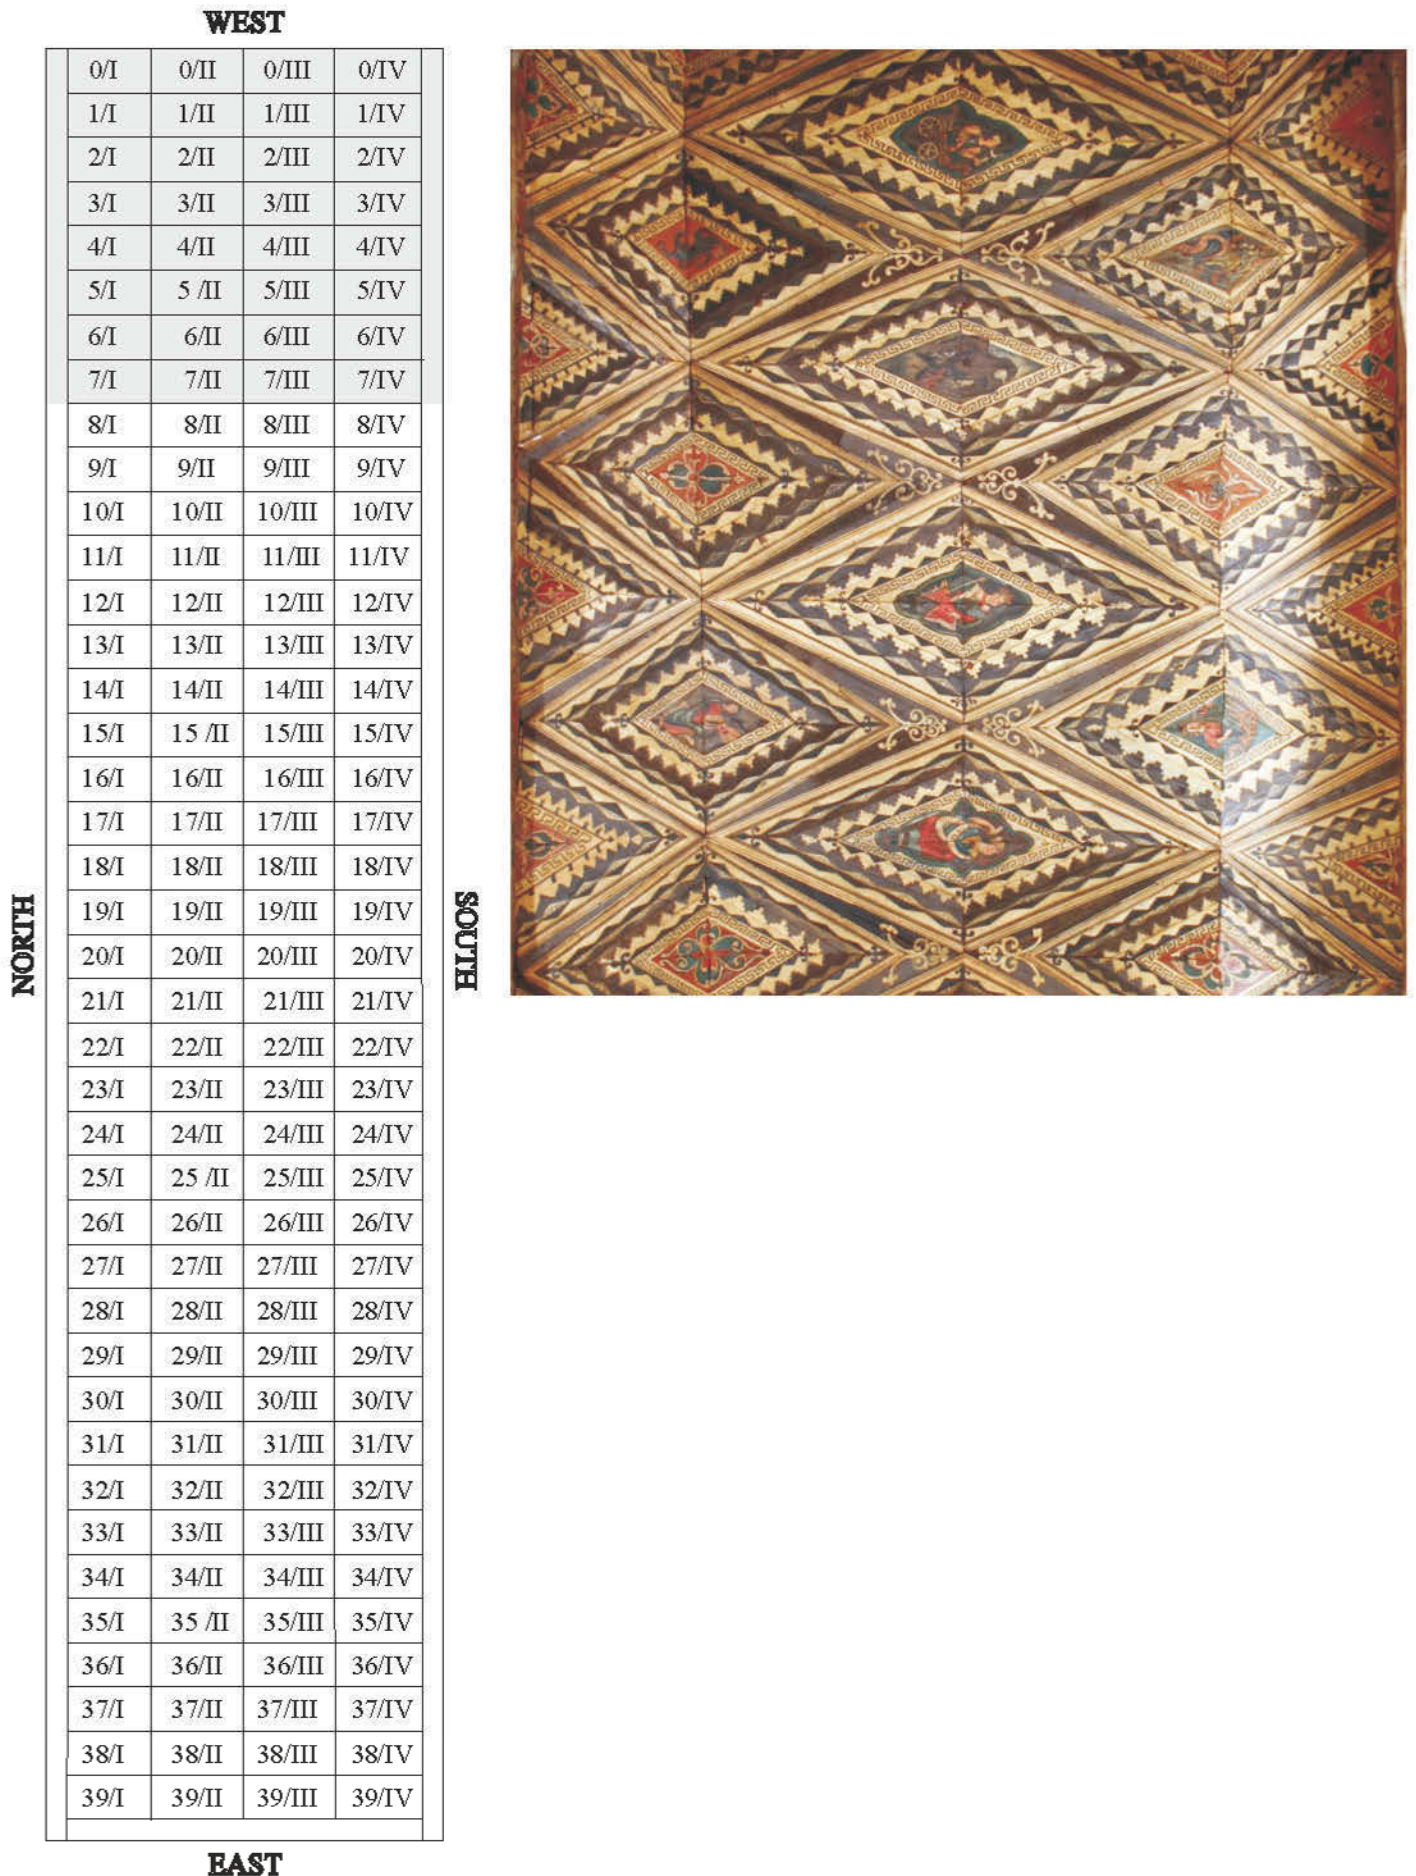 WEST
0/I 0/II 0/III 0/IV
1/I 1/II 1/III 1/IV
2/I 2/II 2/III 2/IV
3/I 3/II 3/III 3/IV
4/I 4/II 4/III 4/IV
5/I 5 /II 5/III 5/IV
6/I 6/II 6/III 6/IV
7/I 7/II 7/III 7/IV
8/I 8/II 8/III 8/IV
9/I 9/II 9/III 9/IV
10/I 10/II 10/III 10/IV
11/I 11/II 11/III 11/IV
12/I 12/II 12/III 12/IV
13/I 13/II 13/III 13/IV
14/I 14/II 14/III 14/IV
15/I 15 /II 15/III 15/IV
16/I 16/II 16/III 16/IV
17/I 17/II 17/III 17/IV
18/I 18/II 18/III 18/IV
19/I 19/II 19/III 19/IV
20/I 20/II 20/III 20/IV
21/I 21/II 21/III 21/IV
22/I 22/II 22/III 22/IV
23/I 23/II 23/III 23/IV
24/I 24/II 24/III 24/IV
25/I 25 /II 25/III 25/IV
26/I 26/II 26/III 26/IV
27/I 27/II 27/III 27/IV
28/I 28/II 28/III 28/IV
29/I 29/II 29/III 29/IV
30/I 30/II 30/III 30/IV
31/I 31/II 31/III 31/IV
32/I 32/II 32/III 32/IV
33/I 33/II 33/III 33/IV
34/I 34/II 34/III 34/IV
35/I 35 /II 35/III 35/IV
36/I 36/II 36/III 36/IV
37/I 37/II 37/III 37/IV
38/I 38/II 38/III 38/IV
39/I 39/II 39/III 39/IV
NORTH
SOUTH
EAST